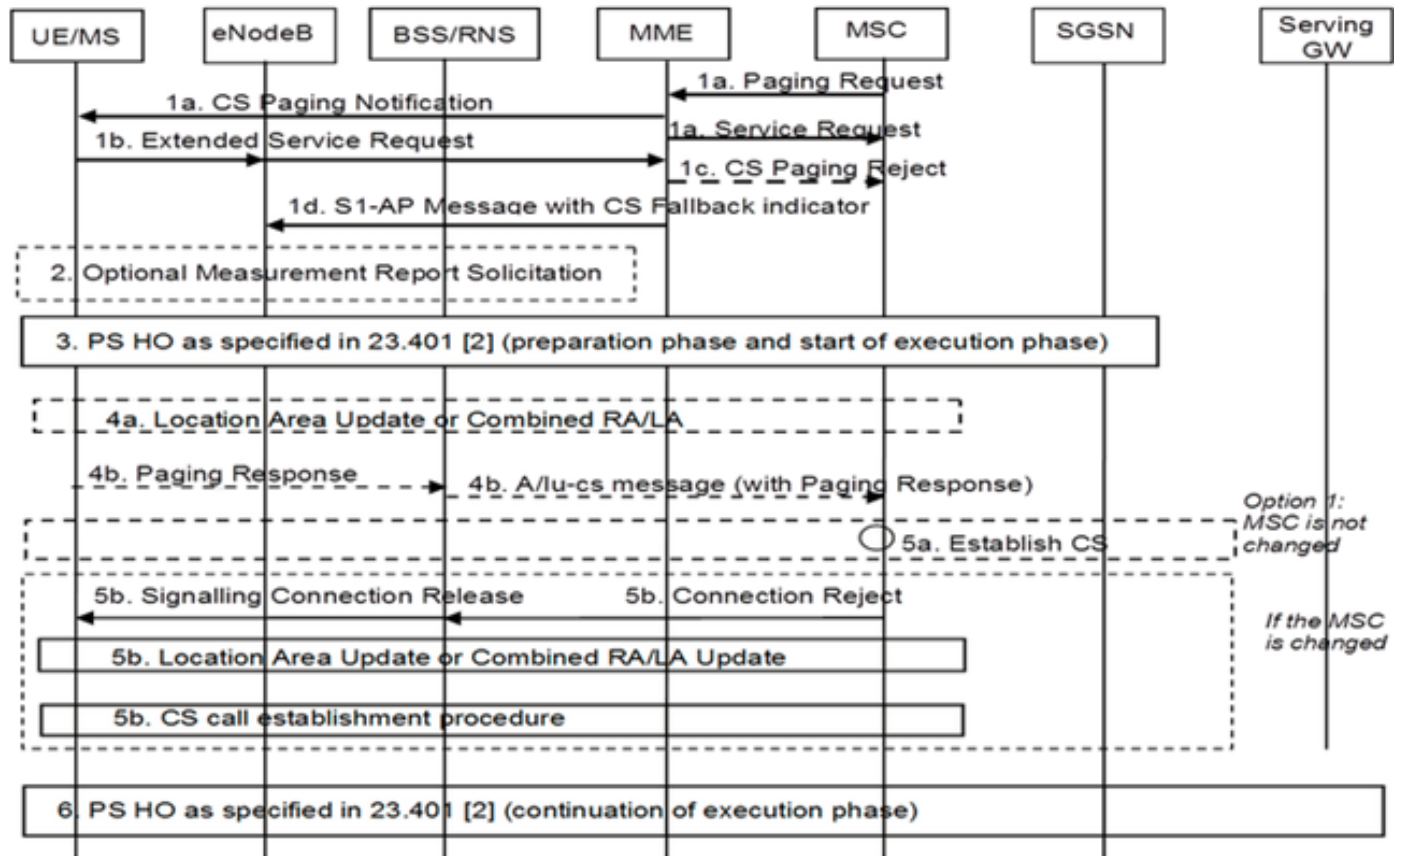 UE/MS
eNodeB
BSS/RNS
MME
MSC
SGSN
Serving
GW
1a. Paging Request
1a. CS Paging Notification
1a. Service Request
1b. Extended Service Request
1c. CS Paging Reject
1d. S1-AP Message with CS Fallback indicator
2. Optional Measurement Report Solicitation
3. PS HO as specified in 23.401 [2] (preparation phase and start of execution phase)
4a. Location Area Update or Combined RA/LA
4b. Paging Response
4b. A/Iu-cs message (with Paging Response)
Option 1:
MSC is not
changed
5a. Establish CS
5b. Signalling Connection Release
5b. Connection Reject
If the MSC
is changed
5b. Location Area Update or Combined RA/LA Update
5b. CS call establishment procedure
6. PS HO as specified in 23.401 [2] (continuation of execution phase)